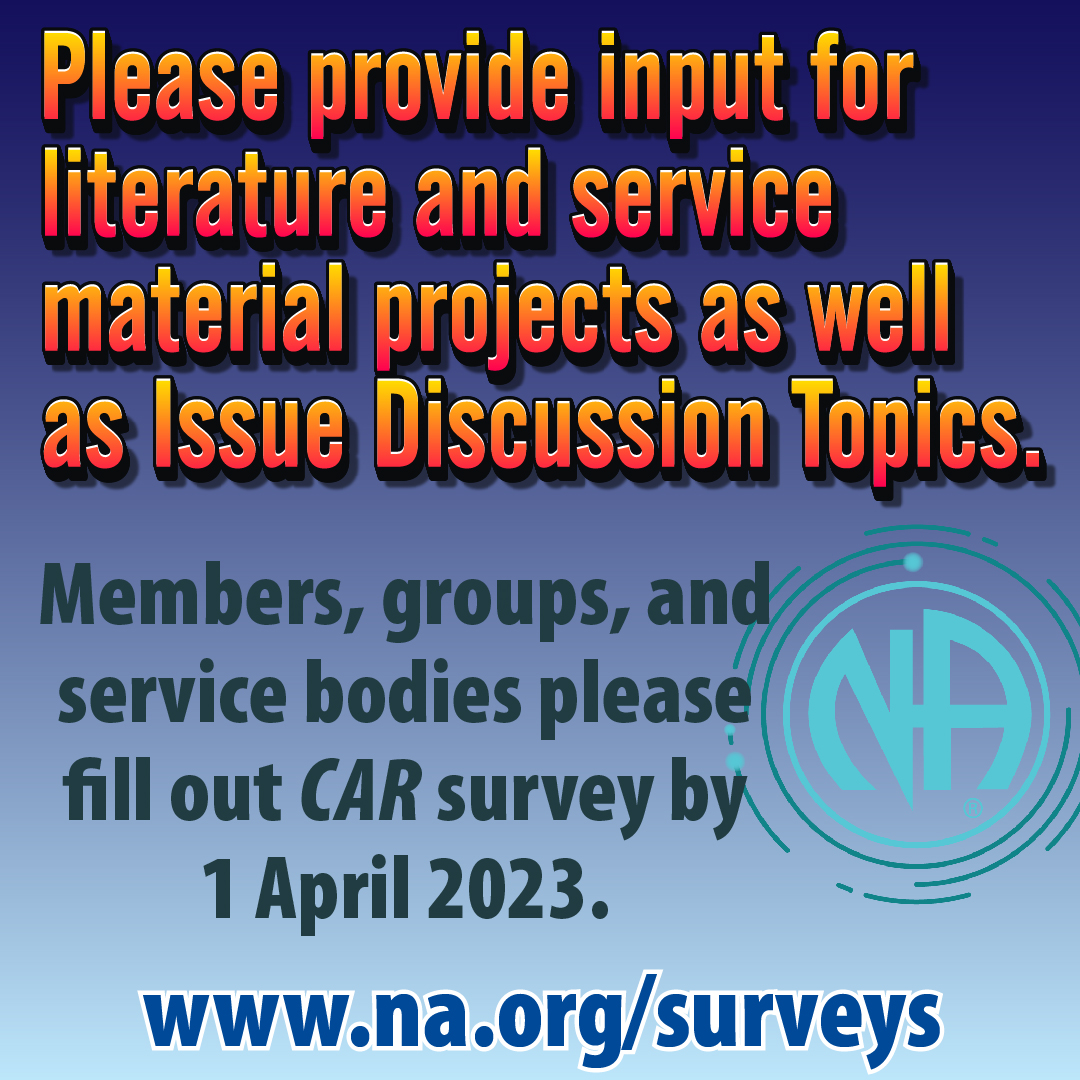 Please provide input for
literature and service
material projects as well
as Issue Discussion Topics.
Members, groups, and
service bodies please
fill out CAR survey by
1 April 2023.
NA
®
www.na.org/surveys